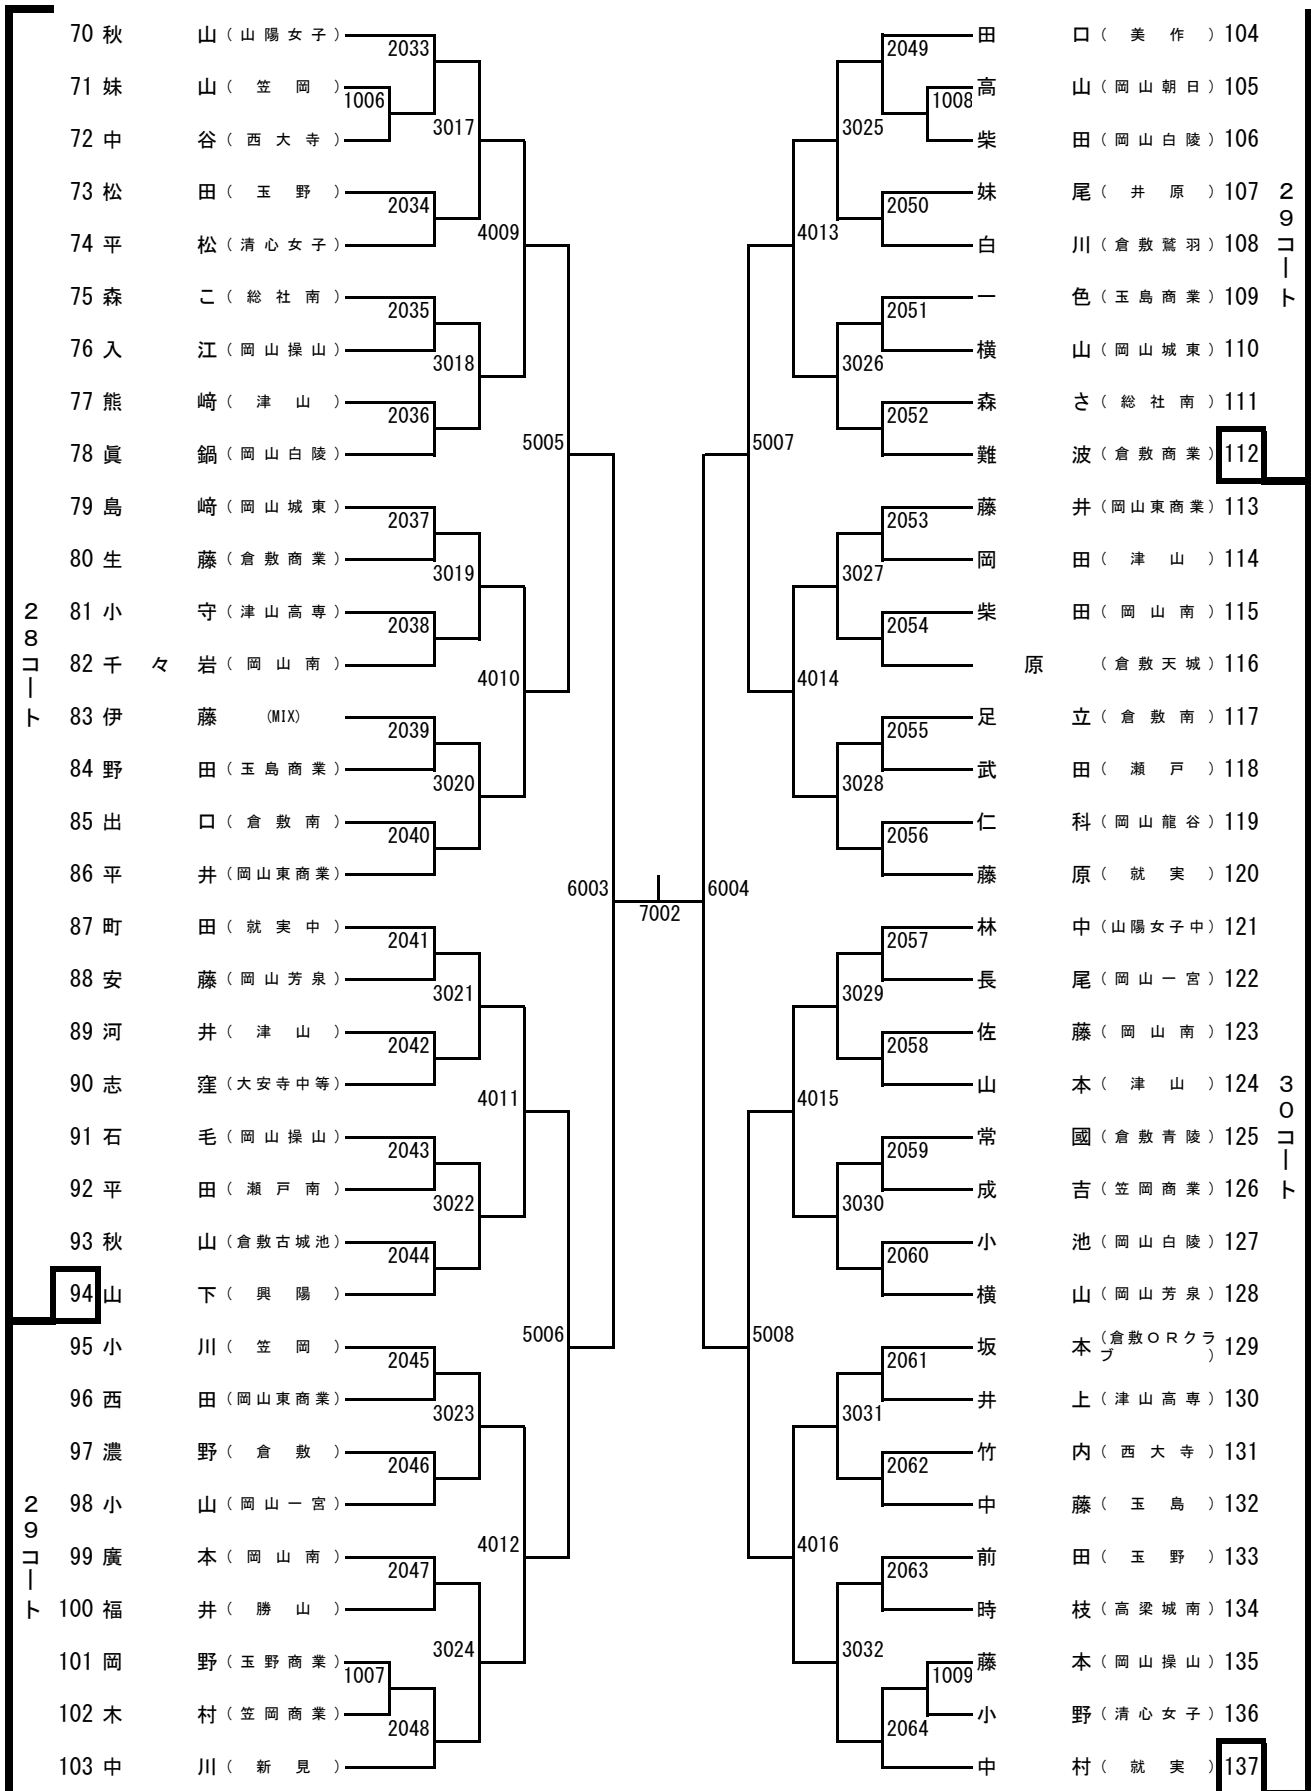 70 秋山 (山陽女子)
2033
71 妹山 (笠岡)
1006
72 中谷 (西大寺)
3017
73 松田 (玉野)
2034
74 平松 (清心女子)
4009
75 森こ (総社南)
2035
76 入江 (岡山操山)
3018
77 熊﨑 (津山)
2036
78 眞鍋 (岡山白陵)
5005
79 島﨑 (岡山城東)
2037
80 生藤 (倉敷商業)
3019
81 小守 (津山高専)
2038
82 千々岩 (岡山南)
4010
83 伊藤 (MIX)
2039
84 野田 (玉島商業)
3020
85 出口 (倉敷南)
2040
86 平井 (岡山東商業)
6003
87 町田 (就実中)
2041
88 安藤 (岡山芳泉)
3021
89 河井 (津山)
2042
90 志窪 (大安寺中等)
4011
91 石毛 (岡山操山)
2043
92 平田 (瀬戸南)
3022
93 秋山 (倉敷古城池)
2044
94 山下 (興陽)
5006
95 小川 (笠岡)
2045
96 西田 (岡山東商業)
3023
97 濃野 (倉敷)
2046
98 小山 (岡山一宮)
4012
99 廣本 (岡山南)
2047
100 福井 (勝山)
3024
101 岡野 (玉野商業)
1007
102 木村 (笠岡商業)
2048
103 中川 (新見)
28コート
29コート
7002
田口 (美作) 104
2049
高山 (岡山朝日) 105
1008
柴田 (岡山白陵) 106
3025
妹尾 (井原) 107
2050
白川 (倉敷鷲羽) 108
4013
一色 (玉島商業) 109
2051
横山 (岡山城東) 110
3026
森さ (総社南) 111
2052
難波 (倉敷商業) 112
5007
藤井 (岡山東商業) 113
2053
岡田 (津山) 114
3027
柴田 (岡山南) 115
2054
原 (倉敷天城) 116
4014
足立 (倉敷南) 117
2055
武田 (瀬戸) 118
3028
仁科 (岡山龍谷) 119
2056
藤原 (就実) 120
6004
林中 (山陽女子中) 121
2057
長尾 (岡山一宮) 122
3029
佐藤 (岡山南) 123
2058
山本 (津山) 124
4015
常國 (倉敷青陵) 125
2059
成吉 (笠岡商業) 126
3030
小池 (岡山白陵) 127
2060
横山 (岡山芳泉) 128
5008
坂本 (倉敷ORクラブ) 129
2061
井上 (津山高専) 130
3031
竹内 (西大寺) 131
2062
中藤 (玉島) 132
4016
前田 (玉野) 133
2063
時枝 (高梁城南) 134
3032
藤本 (岡山操山) 135
1009
小野 (清心女子) 136
2064
中村 (就実) 137
29コート
30コート